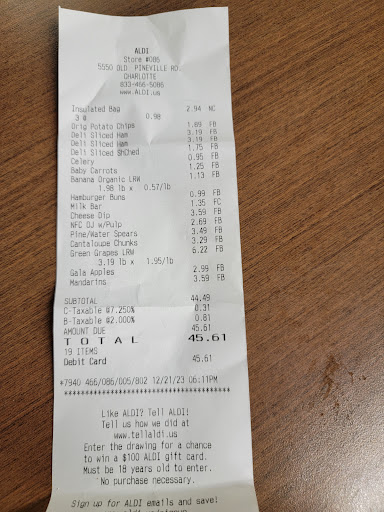 ALDI
Store #086
5550 OLD PINEVILLE RD.
CHARLOTTE
833-466-5086
www.ALDI.us
Insulated Bag 2.94 NC
3 @ 0.98
Orig Potato Chips 1.89 FB
Deli Sliced Ham 3.19 FB
Deli Sliced Ham 3.19 FB
Deli Sliced ShChed 1.75 FB
Celery 0.95 FB
Baby Carrots 1.25 FB
Banana Organic LRW 1.13 FB
1.98 lb x 0.57/lb
Hamburger Buns 0.99 FB
Milk Bar 1.35 FC
Cheese Dip 3.59 FB
NFC OJ w/Pulp 2.69 FB
Pine/Water Spears 3.49 FB
Cantaloupe Chunks 3.29 FB
Green Grapes LRW 6.22 FB
3.19 lb x 1.95/lb
Gala Apples 2.99 FB
Mandarins 3.59 FB
SUBTOTAL 44.49
C-Taxable @7.250% 0.31
B-Taxable @2.000% 0.81
AMOUNT DUE 45.61
TOTAL 45.61
19 ITEMS
Debit Card 45.61
*7940 466/086/005/802 12/21/23 06:11PM
****************************************
Like ALDI? Tell ALDI!
Tell us how we did at
www.tellaldi.us
Enter the drawing for a chance
to win a $100 ALDI gift card.
Must be 18 years old to enter.
No purchase necessary.
Sign up for ALDI emails and save!